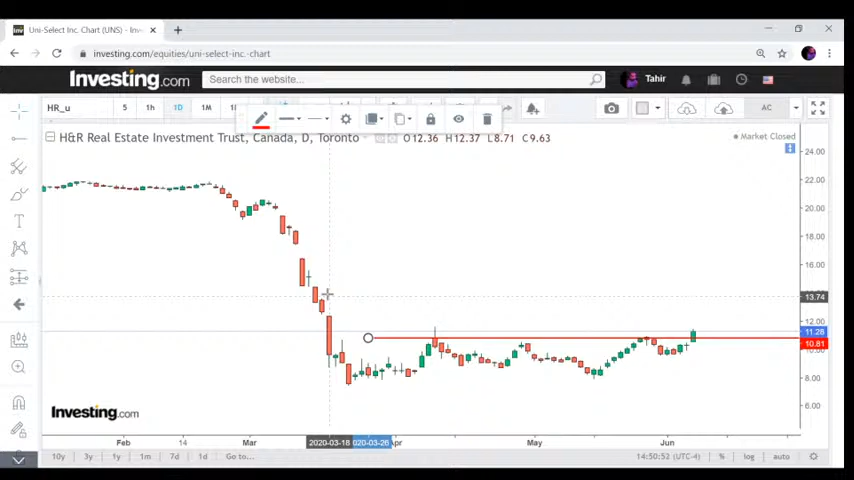 Uni-Select Inc. Chart (UNS) - Inv
investing.com/equities/uni-select-inc.-chart
Investing.com
Search the website...
Tahir
HR_u
5
1h
1D
1M
AC
H&R Real Estate Investment Trust, Canada, D, Toronto
O12.36 H12.37 L8.71 C9.63
Market Closed
24.00
22.00
20.00
18.00
16.00
13.74
12.00
11.28
10.81
8.00
6.00
Investing.com
Feb
14
Mar
2020-03-18
020-03-26
Apr
May
Jun
10y
3y
1y
1m
7d
1d
Go to...
14:50:52 (UTC-4)
%
log
auto